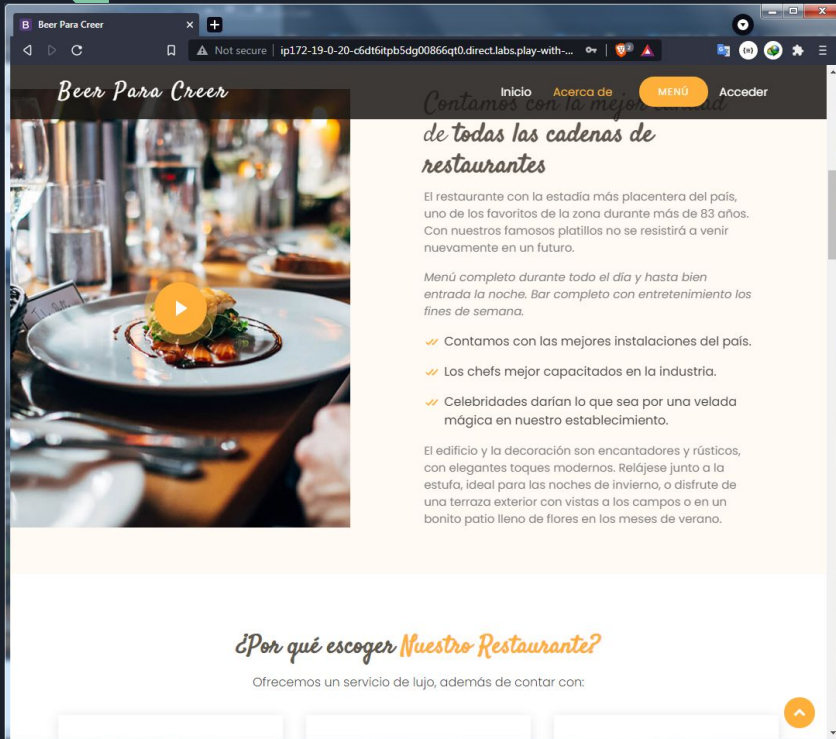 Beer Para Creer
Not secure | ip172-19-0-20-c6dt6itpb5dg00866qt0.direct.labs.play-with-...
Beer Para Creer
Inicio
Acerca de
MENÚ
Acceder
Contamos con la mejor
de todas las cadenas de
restaurantes
El restaurante con la estadía más placentera del país,
uno de los favoritos de la zona durante más de 83 años.
Con nuestros famosos platillos no se resistirá a venir
nuevamente en un futuro.
Menú completo durante todo el día y hasta bien
entrada la noche. Bar completo con entretenimiento los
fines de semana.
Contamos con las mejores instalaciones del país.
Los chefs mejor capacitados en la industria.
Celebridades darían lo que sea por una velada
mágica en nuestro establecimiento.
El edificio y la decoración son encantadores y rústicos,
con elegantes toques modernos. Relájese junto a la
estufa, ideal para las noches de invierno, o disfrute de
una terraza exterior con vistas a los campos o en un
bonito patio lleno de flores en los meses de verano.
¿Por qué escoger Nuestro Restaurante?
Ofrecemos un servicio de lujo, además de contar con: